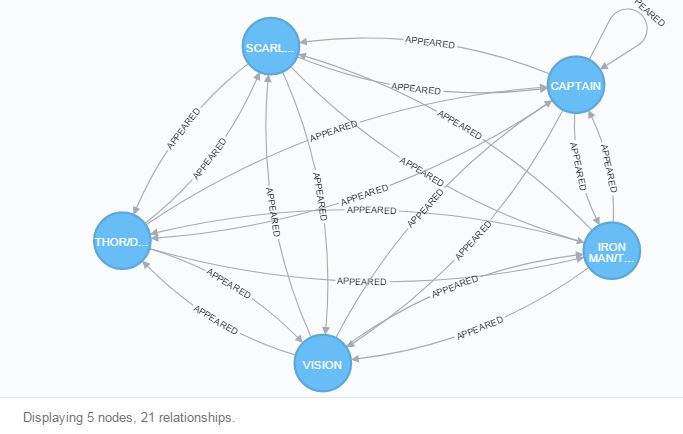 PEARED
SCARL...
APPEARED
CAPTAIN
APPEARED
APPEARED
APPEARED
APPEARED
APPEARED
APPEARED
APPEARED
APPEARED
APPEARED
APPEARED
APPEARED
APPEARED
APPEARED
APPEARED
THOR/D...
APPEARED
IRON
MAN/T...
APPEARED
APPEARED
APPEARED
APPEARED
APPEARED
VISION
Displaying 5 nodes, 21 relationships.